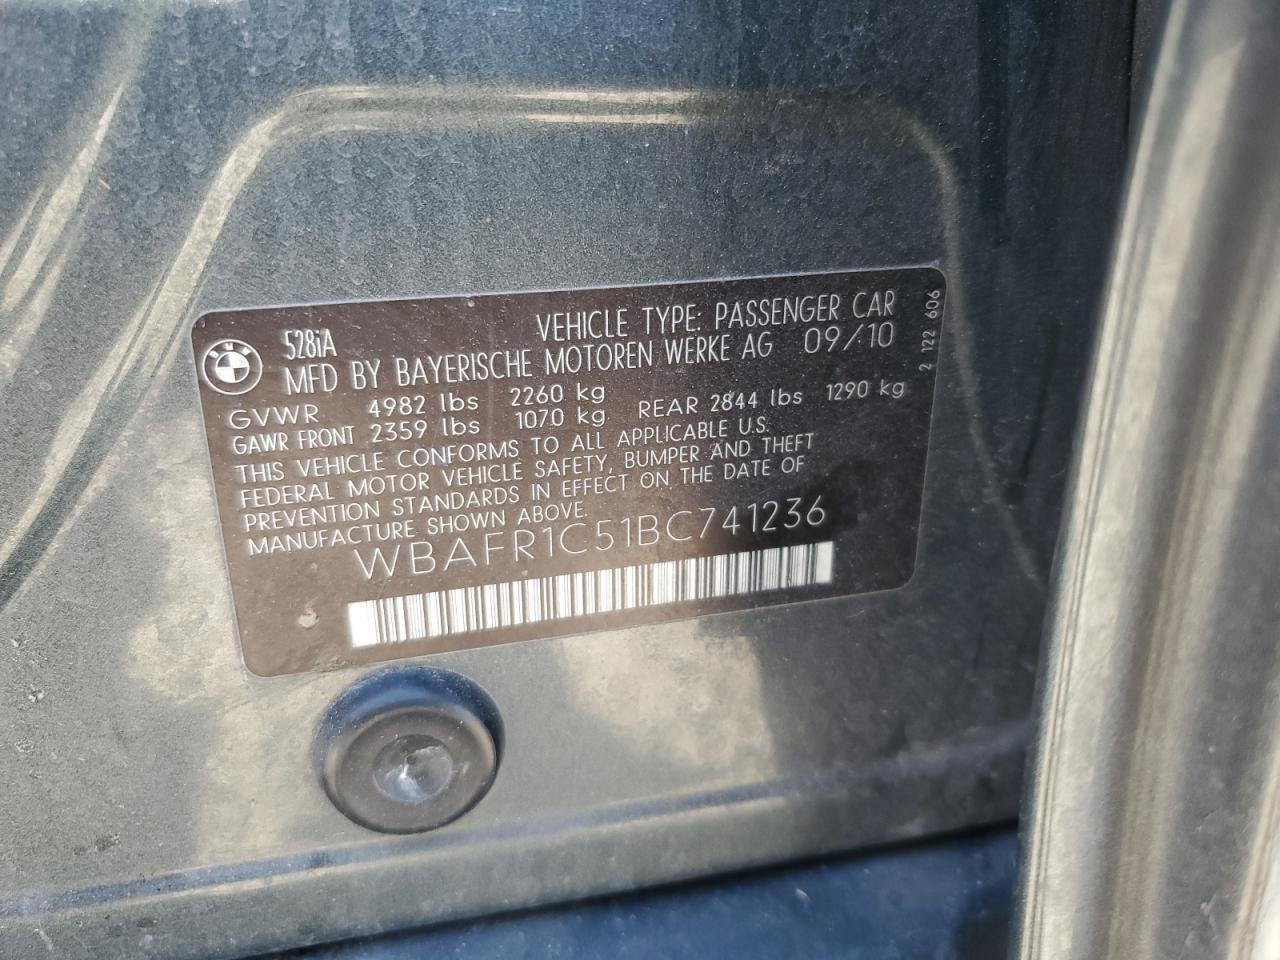 BMW
528iA
VEHICLE TYPE: PASSENGER CAR
MFD BY BAYERISCHE MOTOREN WERKE AG 09/10
GVWR 4982 lbs 2260 kg
GAWR FRONT 2359 lbs 1070 kg REAR 2844 lbs 1290 kg
THIS VEHICLE CONFORMS TO ALL APPLICABLE U.S.
FEDERAL MOTOR VEHICLE SAFETY, BUMPER AND THEFT
PREVENTION STANDARDS IN EFFECT ON THE DATE OF
MANUFACTURE SHOWN ABOVE.
WBAFR1C51BC741236
2 122 606